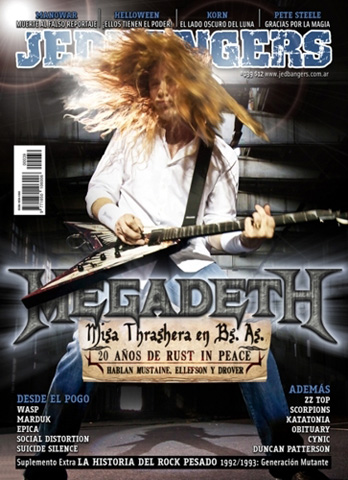 MANOWAR
HELLOWEEN
KORN
PETE STEELE
MUERTE AL FALSO REPORTAJE
ELLOS TIENEN EL PODER
EL LADO OSCURO DEL LUNA
GRACIAS POR LA MAGIA
JEDBANGERS
www.jedbangers.com.ar
MEGADETH
Misa Thrashera en Bs. As.
20 AÑOS DE RUST IN PEACE
HABLAN MUSTAINE, ELLEFSON Y DROVER
DESDE EL POGO
WASP
MARDUK
EPICA
SOCIAL DISTORTION
SUICIDE SILENCE
ADEMÁS
ZZ TOP
SCORPIONS
KATATONIA
OBITUARY
CYNIC
DUNCAN PATTERSON
Suplemento Extra LA HISTORIA DEL ROCK PESADO 1992/1993: Generación Mutante